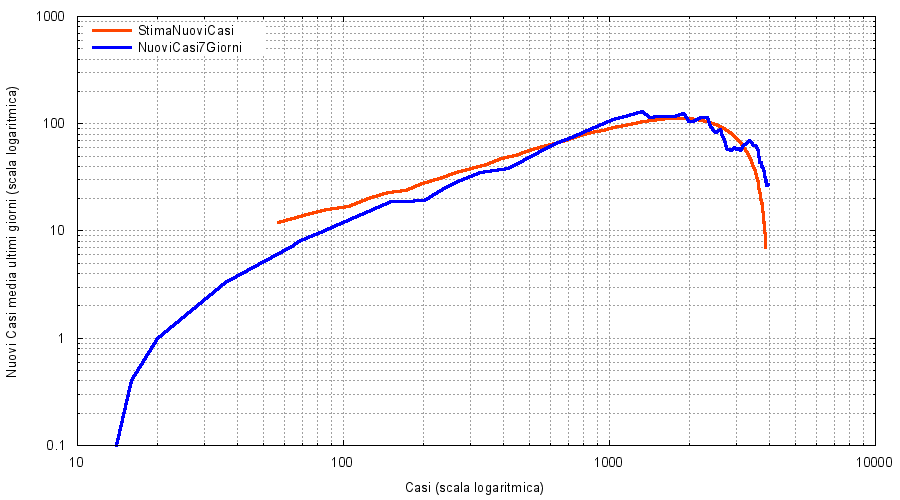 1000
100
10
1
0.1
StimaNuoviCasi
NuoviCasi7Giorni
Nuovi Casi media ultimi giorni (scala logaritmica)
10
100
1000
10000
Casi (scala logaritmica)